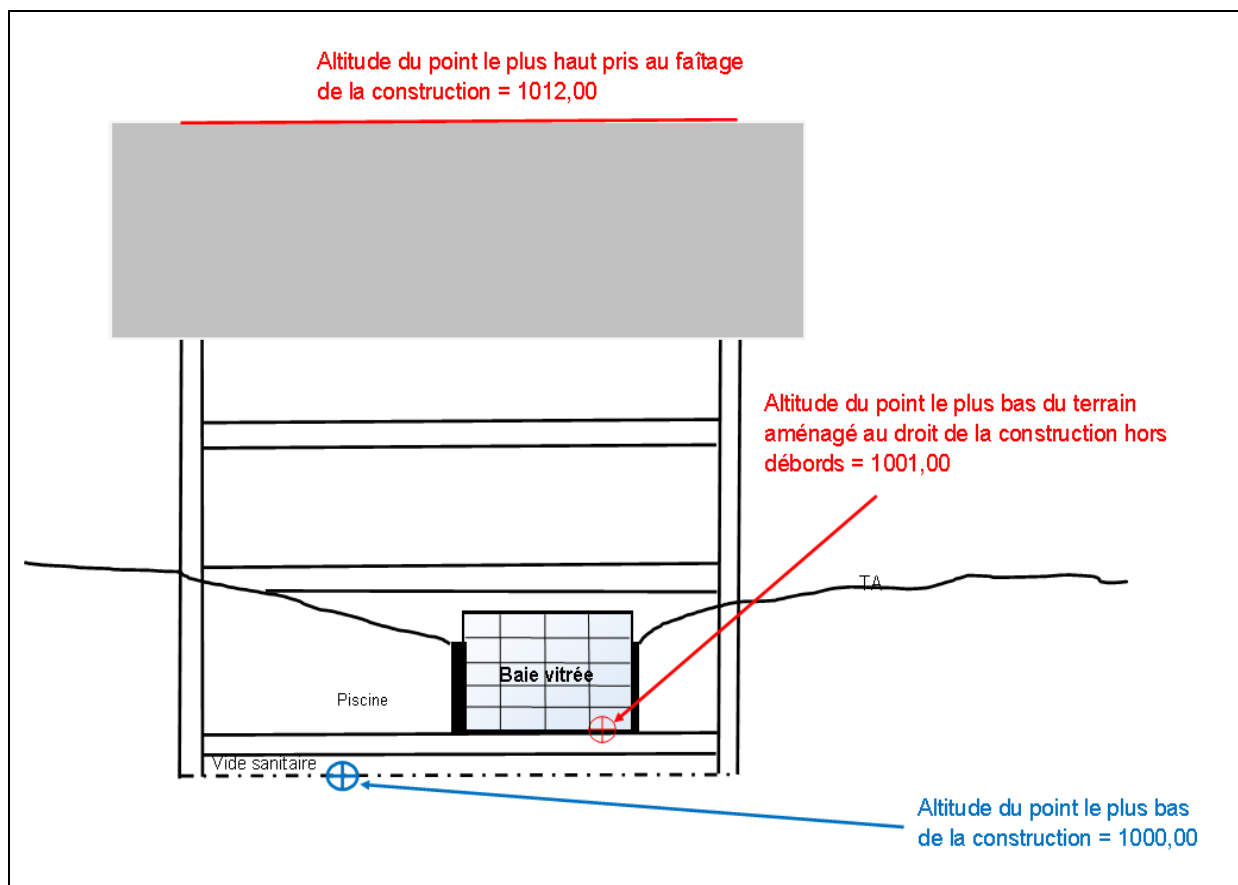 Altitude du point le plus haut pris au faîtage
de la construction = 1012,00
Altitude du point le plus bas du terrain
aménagé au droit de la construction hors
débords = 1001,00
TA
Baie vitrée
Piscine
Vide sanitaire
Altitude du point le plus bas
de la construction = 1000,00